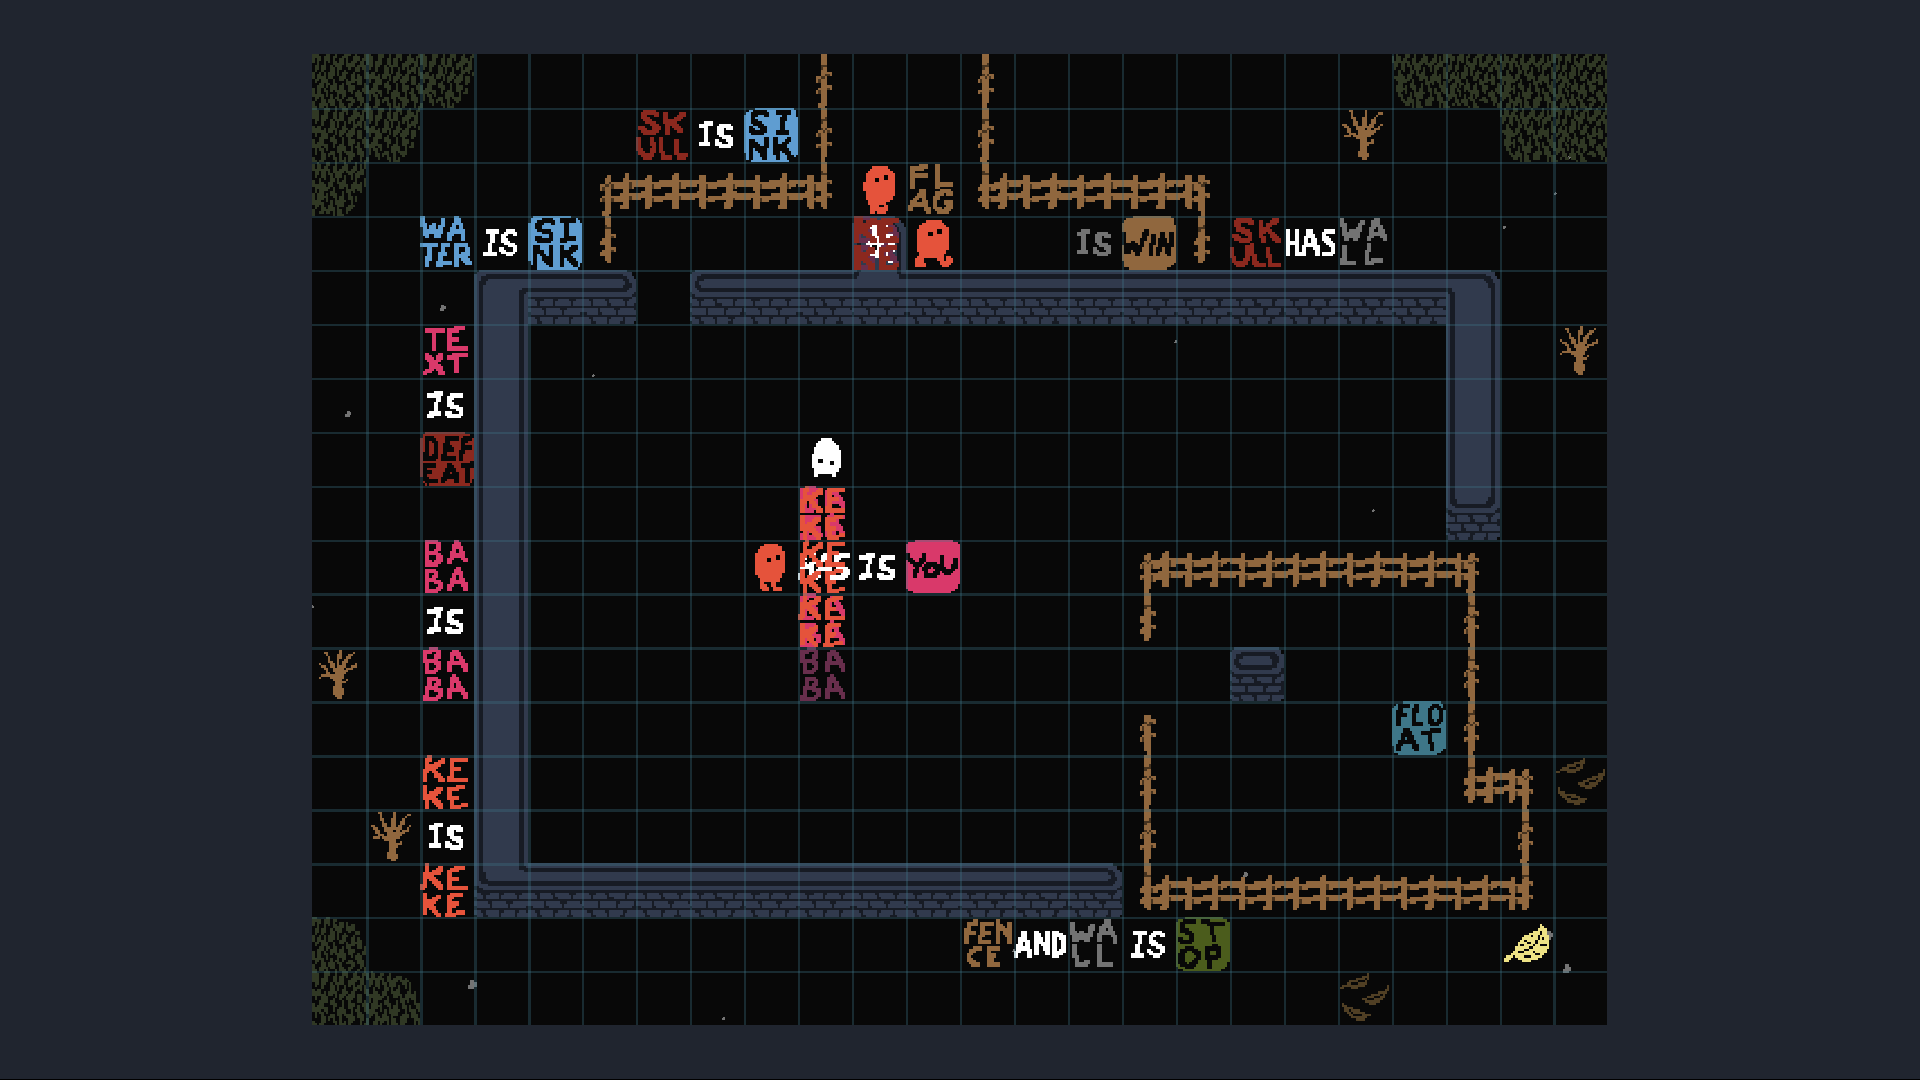 SKULL IS SINK
FLAG
WATER IS SINK
IS WIN
SKULL HAS WALL
TEXT
IS
DEFEAT
BABA
IS
BABA
IS YOU
BABA
FLOAT
KEKE
IS
KEKE
FENCE AND WALL IS STOP